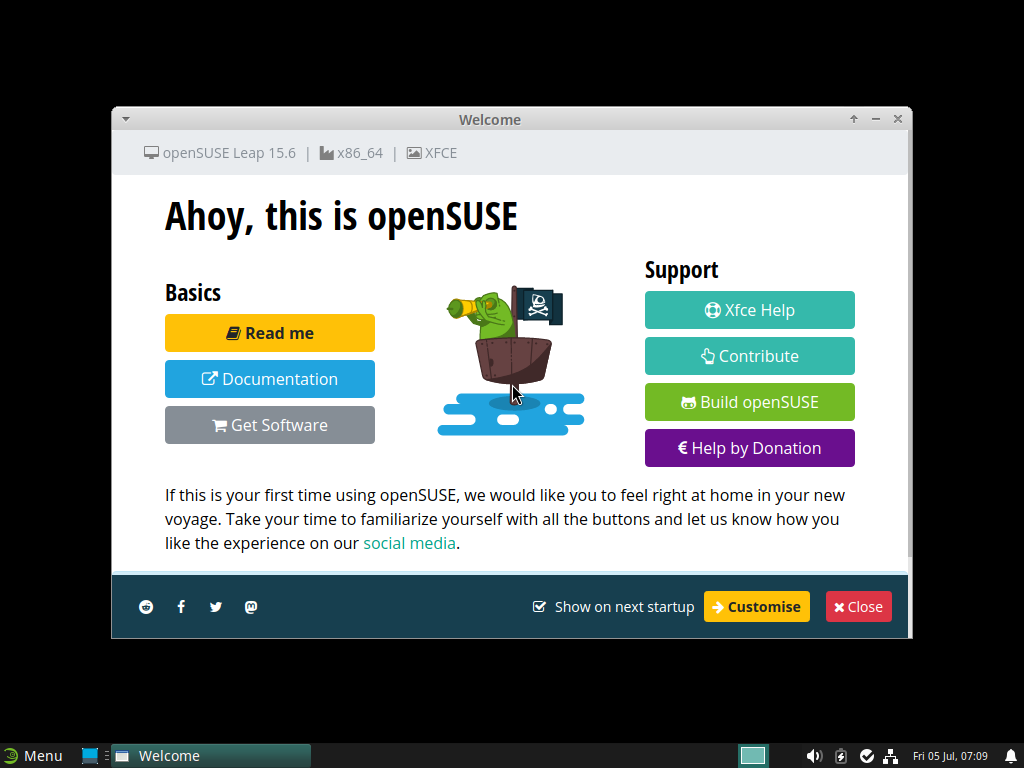 Welcome
openSUSE Leap 15.6 | x86_64 | XFCE
Ahoy, this is openSUSE
Basics
Read me
Documentation
Get Software
Support
Xfce Help
Contribute
Build openSUSE
€ Help by Donation
If this is your first time using openSUSE, we would like you to feel right at home in your new
voyage. Take your time to familiarize yourself with all the buttons and let us know how you
like the experience on our social media.
Show on next startup
Customise
Close
Menu
Welcome
Fri 05 Jul, 07:09